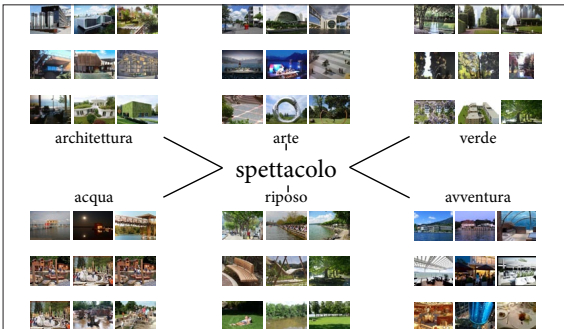 architettura arte verde
spettacolo
acqua riposo avventura